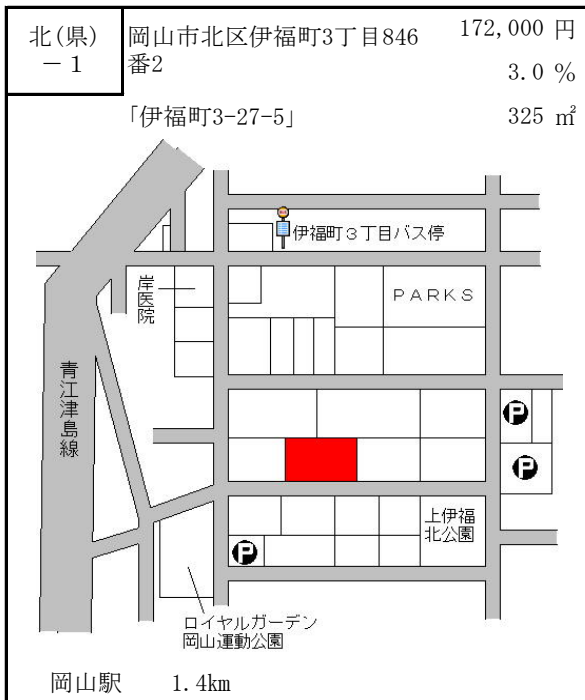 北(県)
－1
岡山市北区伊福町3丁目846
番2
172,000 円
3.0 %
「伊福町3-27-5」
325 ㎡
伊福町３丁目バス停
岸医院
PARKS
青江津島線
P
P
上伊福
北公園
P
ロイヤルガーデン
岡山運動公園
岡山駅 1.4km